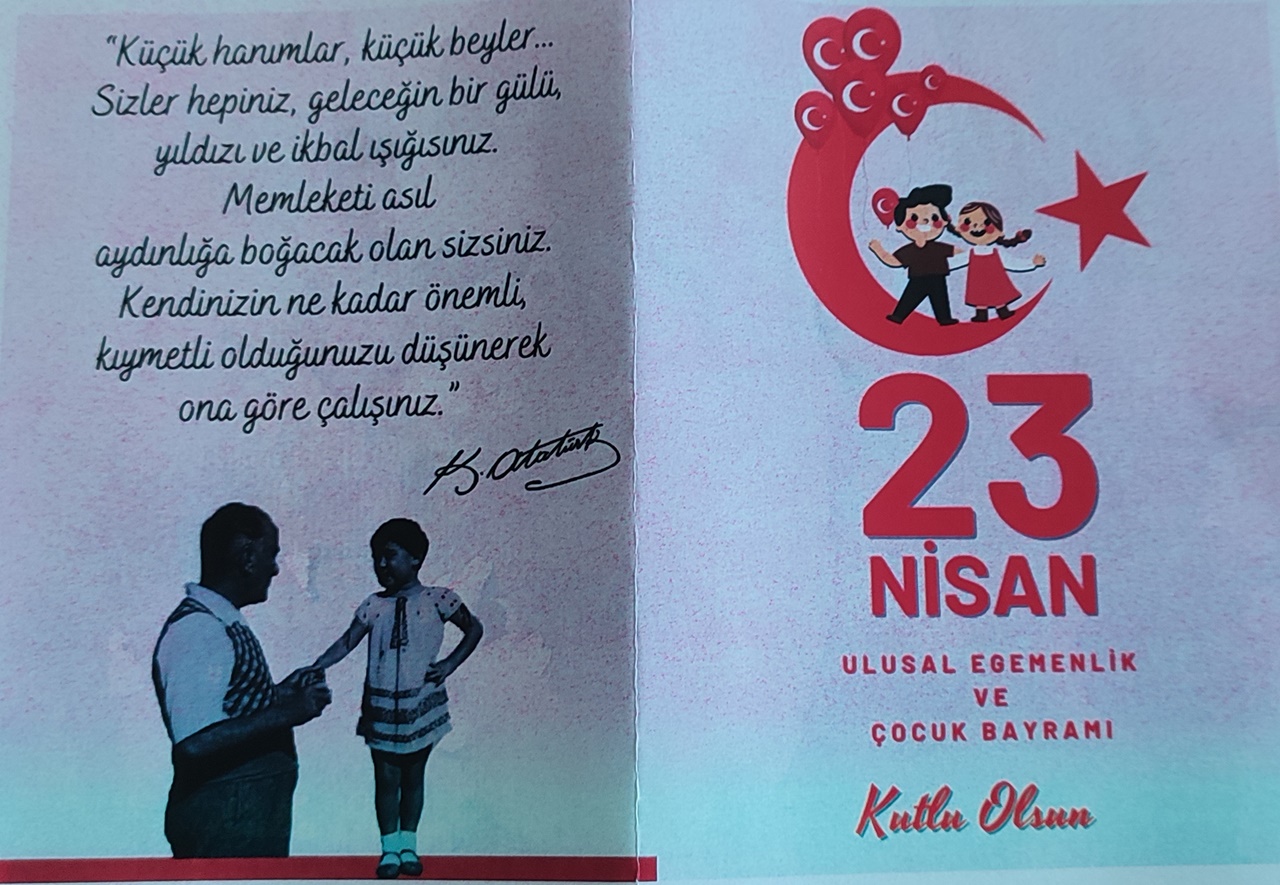 “Küçük hanımlar, küçük beyler...
Sizler hepiniz, geleceğin bir gülü,
yıldızı ve ikbal ışığısınız.
Memleketi asıl
aydınlığa boğacak olan sizsiniz.
Kendinizin ne kadar önemli,
kıymetli olduğunuzu düşünerek
ona göre çalışınız.”
K. Atatürk
23
NİSAN
ULUSAL EGEMENLİK
VE
ÇOCUK BAYRAMI
Kutlu Olsun